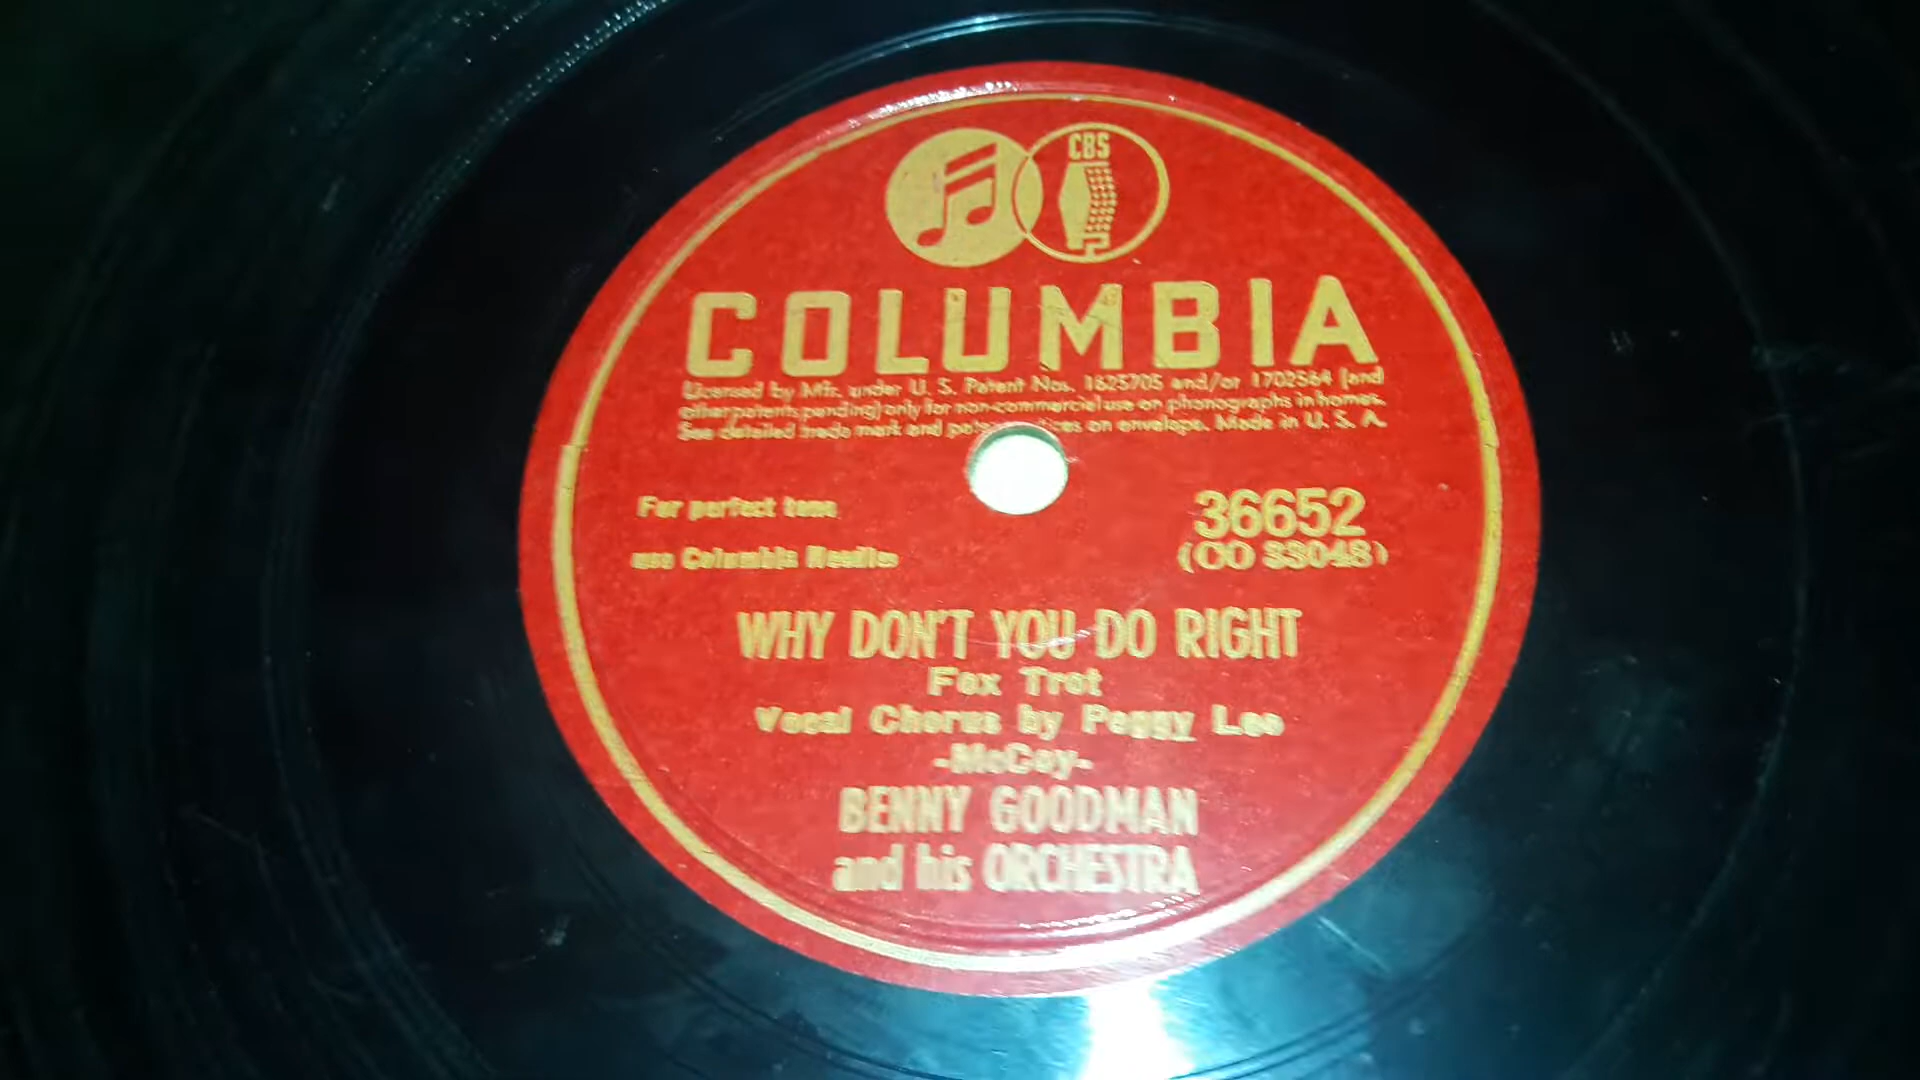 CBS
COLUMBIA
Licensed by Mfr. under U. S. Patent Nos. 1625705 and/or 1702564 (and
other patents pending) only for non-commercial use on phonographs in homes.
See detailed trade mark and on envelope. Made in U. S. A.
For perfect tone
use Columbia Needles
36652
(CO 33048)
WHY DON'T YOU DO RIGHT
Fox Trot
Vocal Chorus by Peggy Lee
-McCoy-
BENNY GOODMAN
and his ORCHESTRA